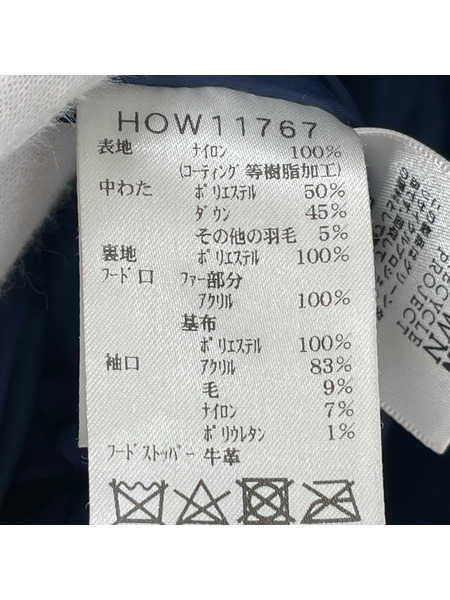 HOW11767
表地 ナイロン 100%
(コーティング等樹脂加工)
中わた ポリエステル 50%
ダウン 45%
その他の羽毛 5%
裏地 ポリエステル 100%
フード口 ファー部分
アクリル 100%
基布
ポリエステル 100%
袖口 アクリル 83%
毛 9%
ナイロン 7%
ポリウレタン 1%
フードストッパー 牛革
RECYCLE
PROJECT